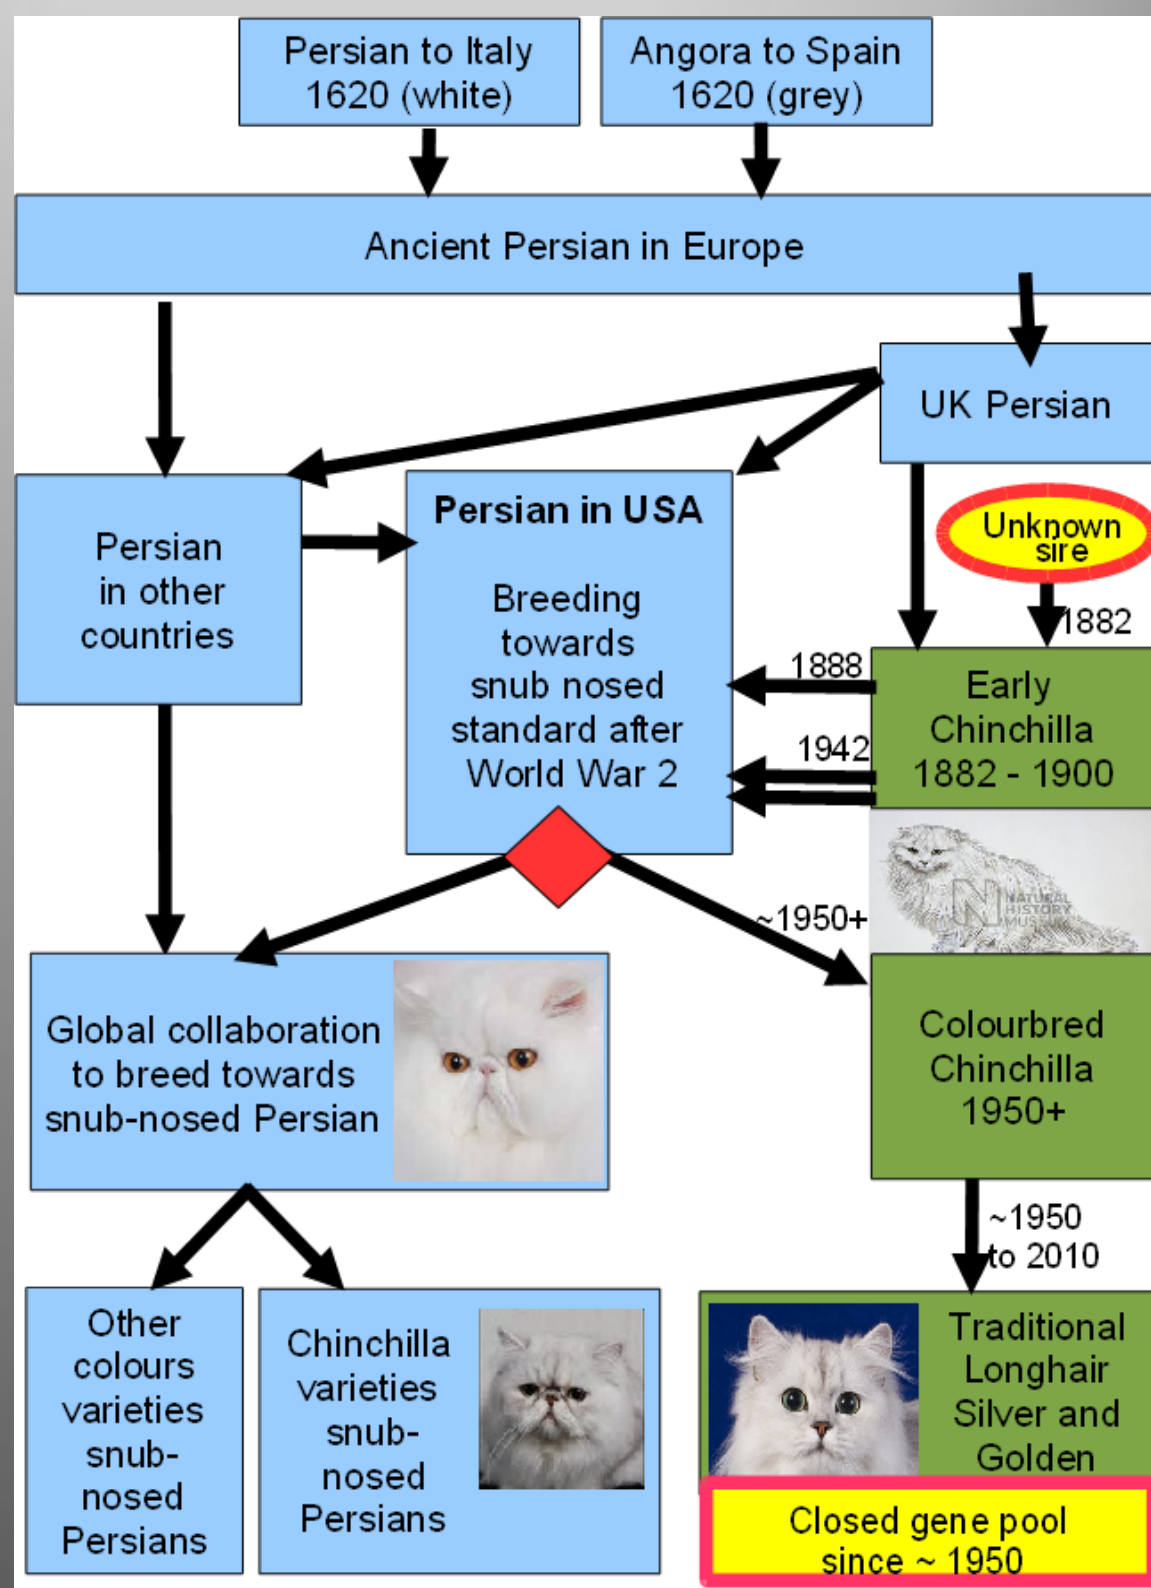 Persian to Italy
1620 (white)
Angora to Spain
1620 (grey)
Ancient Persian in Europe
UK Persian
Persian
in other
countries
Persian in USA
Breeding
towards
snub nosed
standard after
World War 2
Unknown
sire
1882
1888
1942
Early
Chinchilla
1882 - 1900
NATURAL
HISTORY
MUSEUM
~1950+
Global collaboration
to breed towards
snub-nosed Persian
Colourbred
Chinchilla
1950+
~1950
to 2010
Other
colours
varieties
snub-
nosed
Persians
Chinchilla
varieties
snub-
nosed
Persians
Traditional
Longhair
Silver and
Golden
Closed gene pool
since ~ 1950